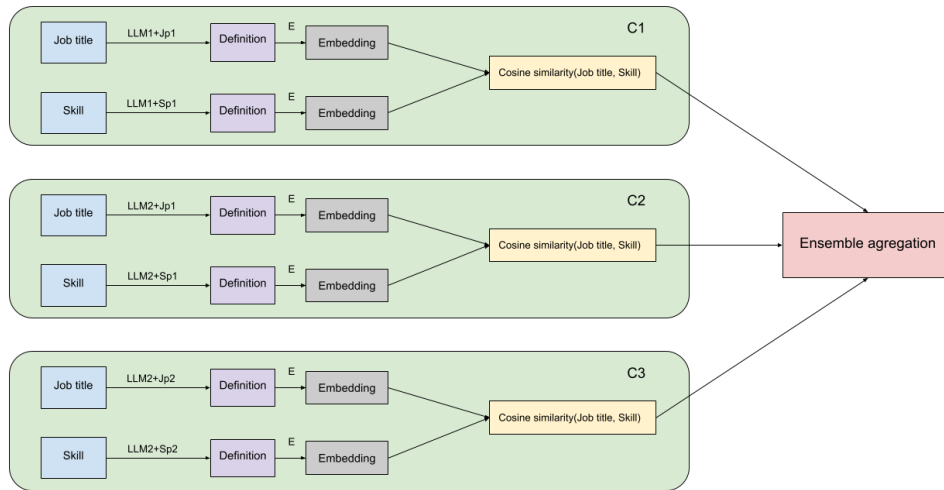 C1
Job title
LLM1+Jp1
Definition
E
Embedding
Cosine similarity(Job title, Skill)
Skill
LLM1+Sp1
Definition
E
Embedding
C2
Job title
LLM2+Jp1
Definition
E
Embedding
Cosine similarity(Job title, Skill)
Skill
LLM2+Sp1
Definition
E
Embedding
Ensemble agregation
C3
Job title
LLM2+Jp2
Definition
E
Embedding
Cosine similarity(Job title, Skill)
Skill
LLM2+Sp2
Definition
E
Embedding